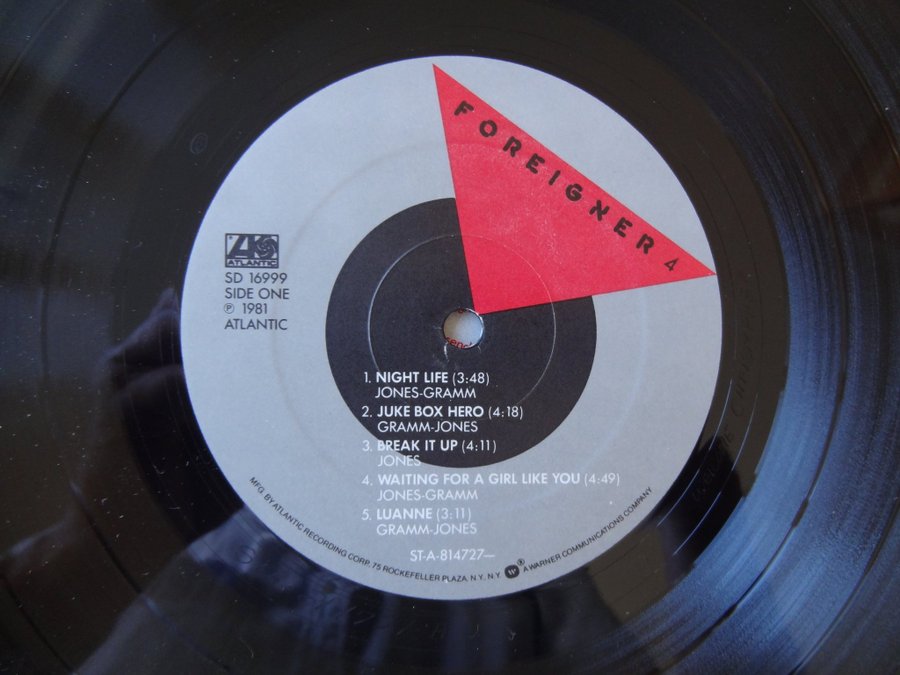 FOREIGNER 4
ATLANTIC
SD 16999
SIDE ONE
℗ 1981
ATLANTIC
1. NIGHT LIFE (3:48)
JONES-GRAMM
2. JUKE BOX HERO (4:18)
GRAMM-JONES
3. BREAK IT UP (4:11)
JONES
4. WAITING FOR A GIRL LIKE YOU (4:49)
JONES-GRAMM
5. LUANNE (3:11)
GRAMM-JONES
ST-A-814727—
MFG. BY ATLANTIC RECORDING CORP. 75 ROCKEFELLER PLAZA, N.Y., N.Y. ® A WARNER COMMUNICATIONS COMPANY